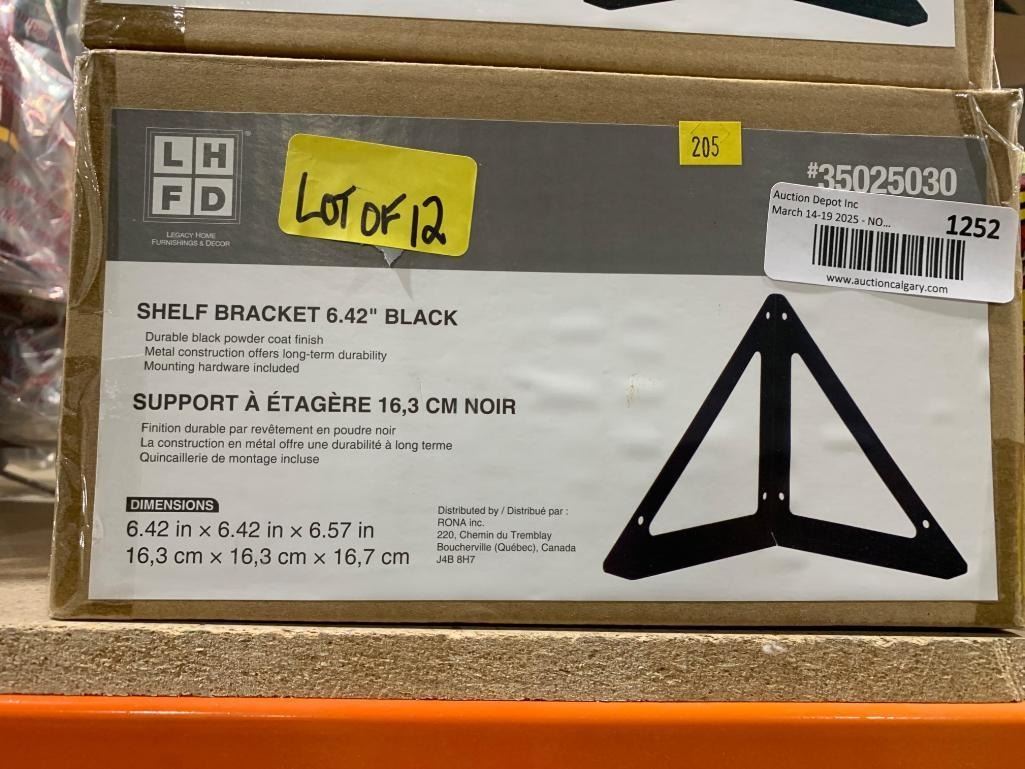 LH
FD
®
LEGACY HOME
FURNISHINGS & DECOR
LOT OF 12
205
#35025030
Auction Depot Inc
March 14-19 2025 - NO...
1252
www.auctioncalgary.com
SHELF BRACKET 6.42" BLACK
Durable black powder coat finish
Metal construction offers long-term durability
Mounting hardware included
SUPPORT À ÉTAGÈRE 16,3 CM NOIR
Finition durable par revêtement en poudre noir
La construction en métal offre une durabilité à long terme
Quincaillerie de montage incluse
DIMENSIONS
6.42 in × 6.42 in × 6.57 in
16,3 cm × 16,3 cm × 16,7 cm
Distributed by / Distribué par :
RONA inc.
220, Chemin du Tremblay
Boucherville (Québec), Canada
J4B 8H7